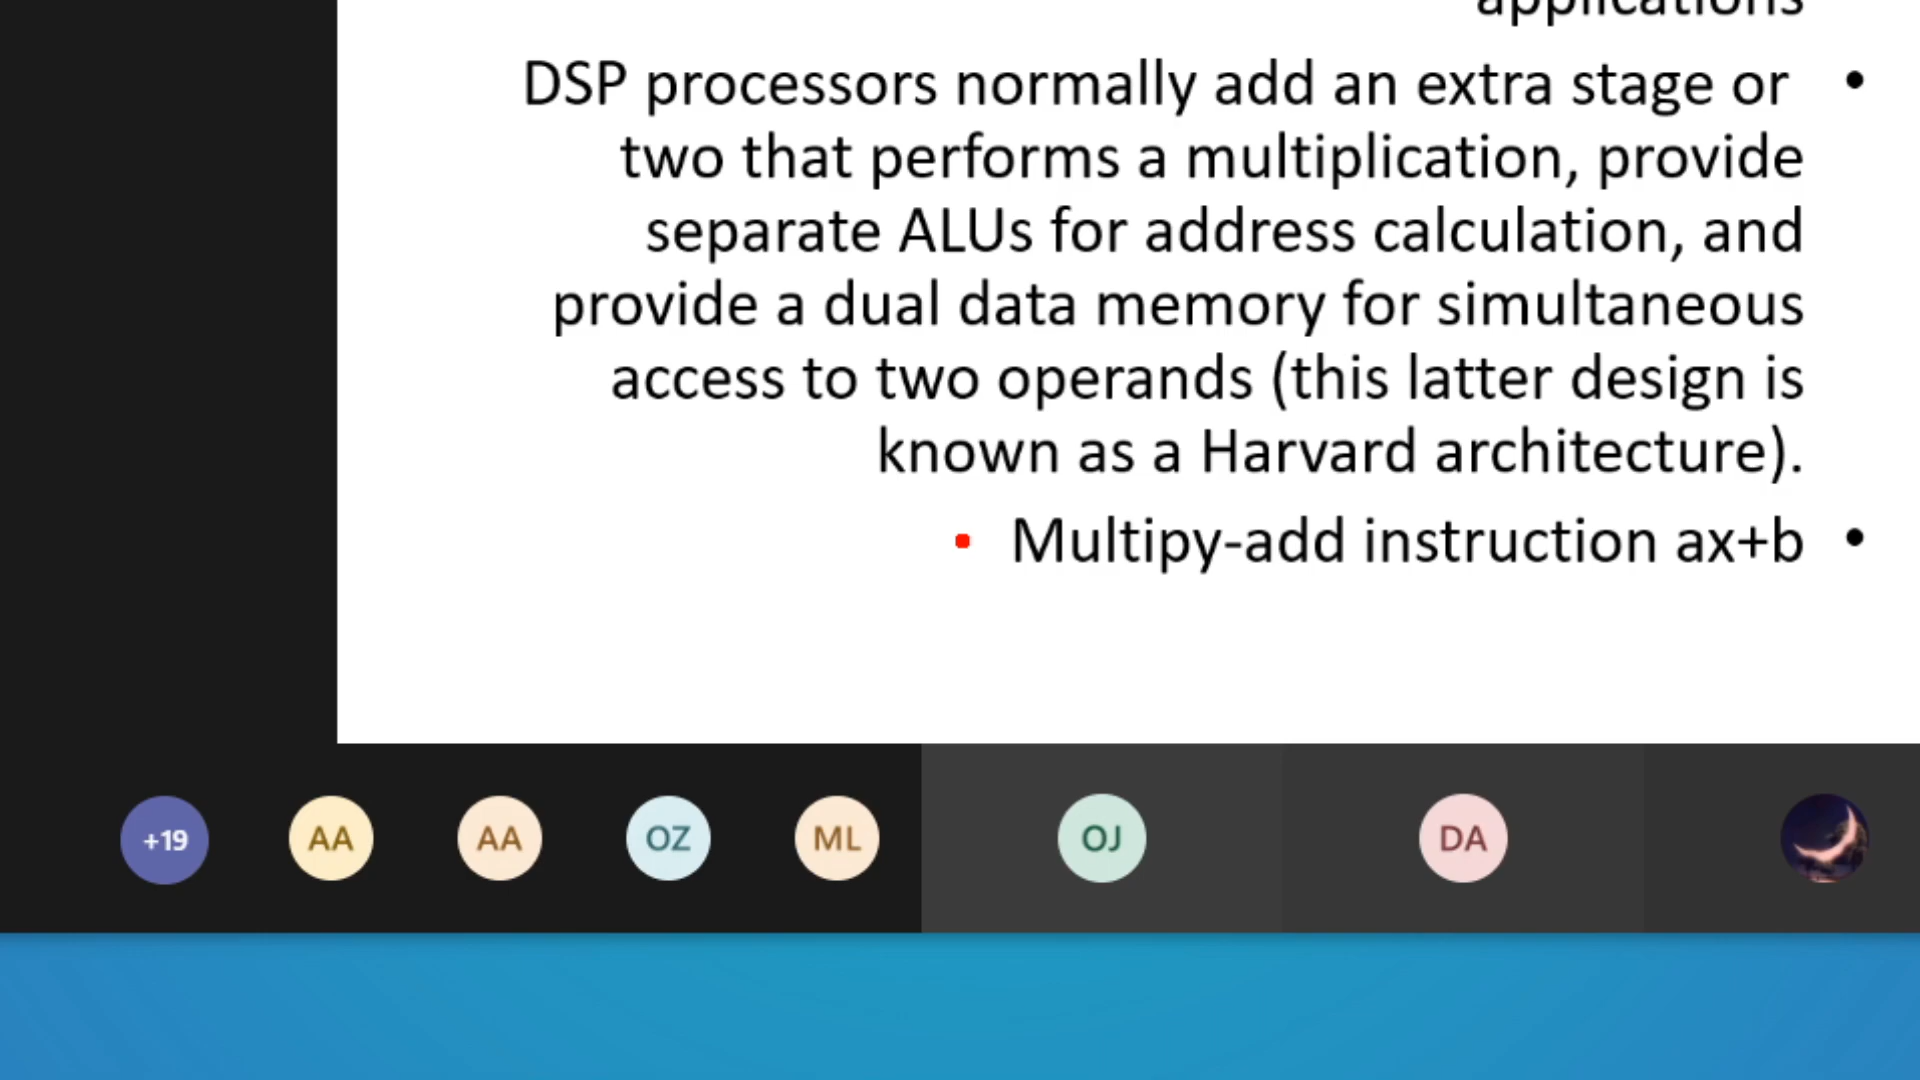 applications
• DSP processors normally add an extra stage or
two that performs a multiplication, provide
separate ALUs for address calculation, and
provide a dual data memory for simultaneous
access to two operands (this latter design is
known as a Harvard architecture).
• Multipy-add instruction ax+b
+19 AA AA OZ ML OJ DA